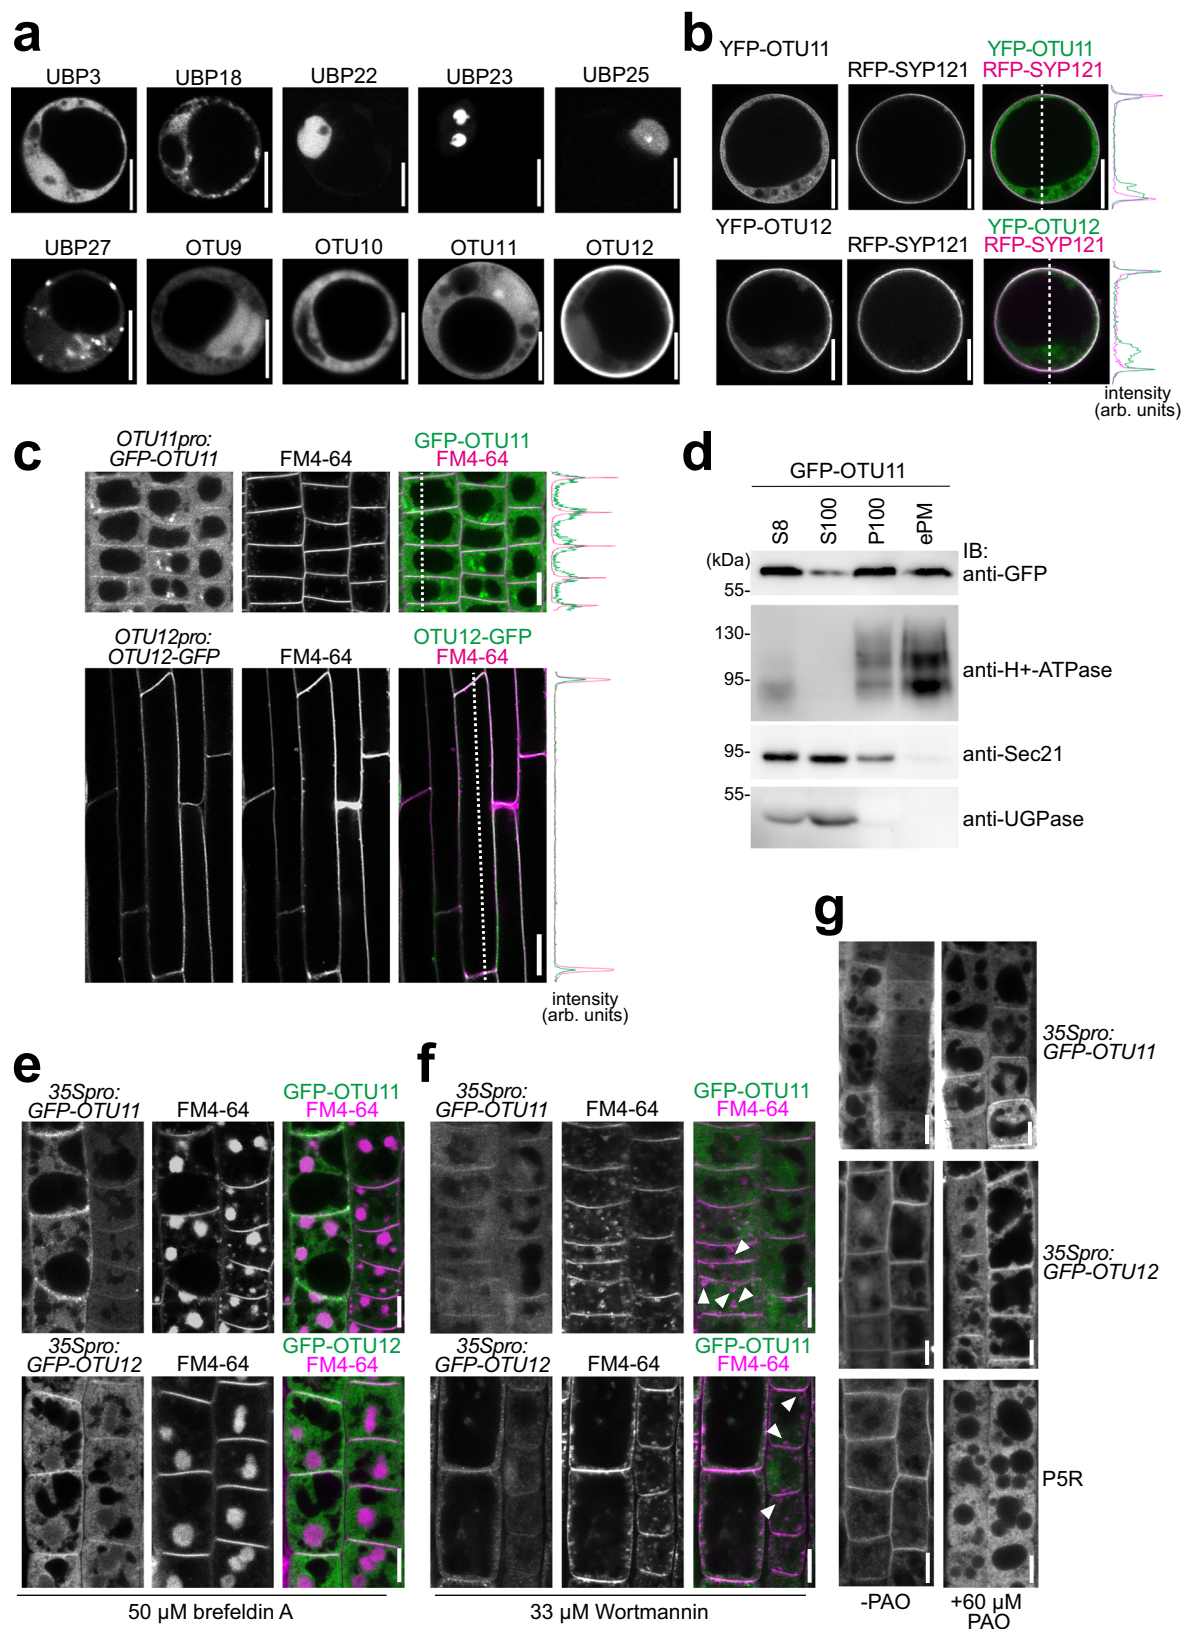 a
UBP3
UBP18
UBP22
UBP23
UBP25
UBP27
OTU9
OTU10
OTU11
OTU12
b
YFP-OTU11
RFP-SYP121
YFP-OTU11
RFP-SYP121
YFP-OTU12
RFP-SYP121
YFP-OTU12
RFP-SYP121
intensity
(arb. units)
c
OTU11pro:
GFP-OTU11
FM4-64
GFP-OTU11
FM4-64
OTU12pro:
OTU12-GFP
FM4-64
OTU12-GFP
FM4-64
intensity
(arb. units)
d
GFP-OTU11
S8
S100
P100
ePM
(kDa)
IB:
anti-GFP
55-
130-
95-
anti-H+-ATPase
95-
anti-Sec21
55-
anti-UGPase
e
35Spro:
GFP-OTU11
FM4-64
GFP-OTU11
FM4-64
35Spro:
GFP-OTU12
FM4-64
GFP-OTU12
FM4-64
50 µM brefeldin A
f
35Spro:
GFP-OTU11
FM4-64
GFP-OTU11
FM4-64
35Spro:
GFP-OTU12
FM4-64
GFP-OTU11
FM4-64
33 µM Wortmannin
g
35Spro:
GFP-OTU11
35Spro:
GFP-OTU12
P5R
-PAO
+60 µM
PAO